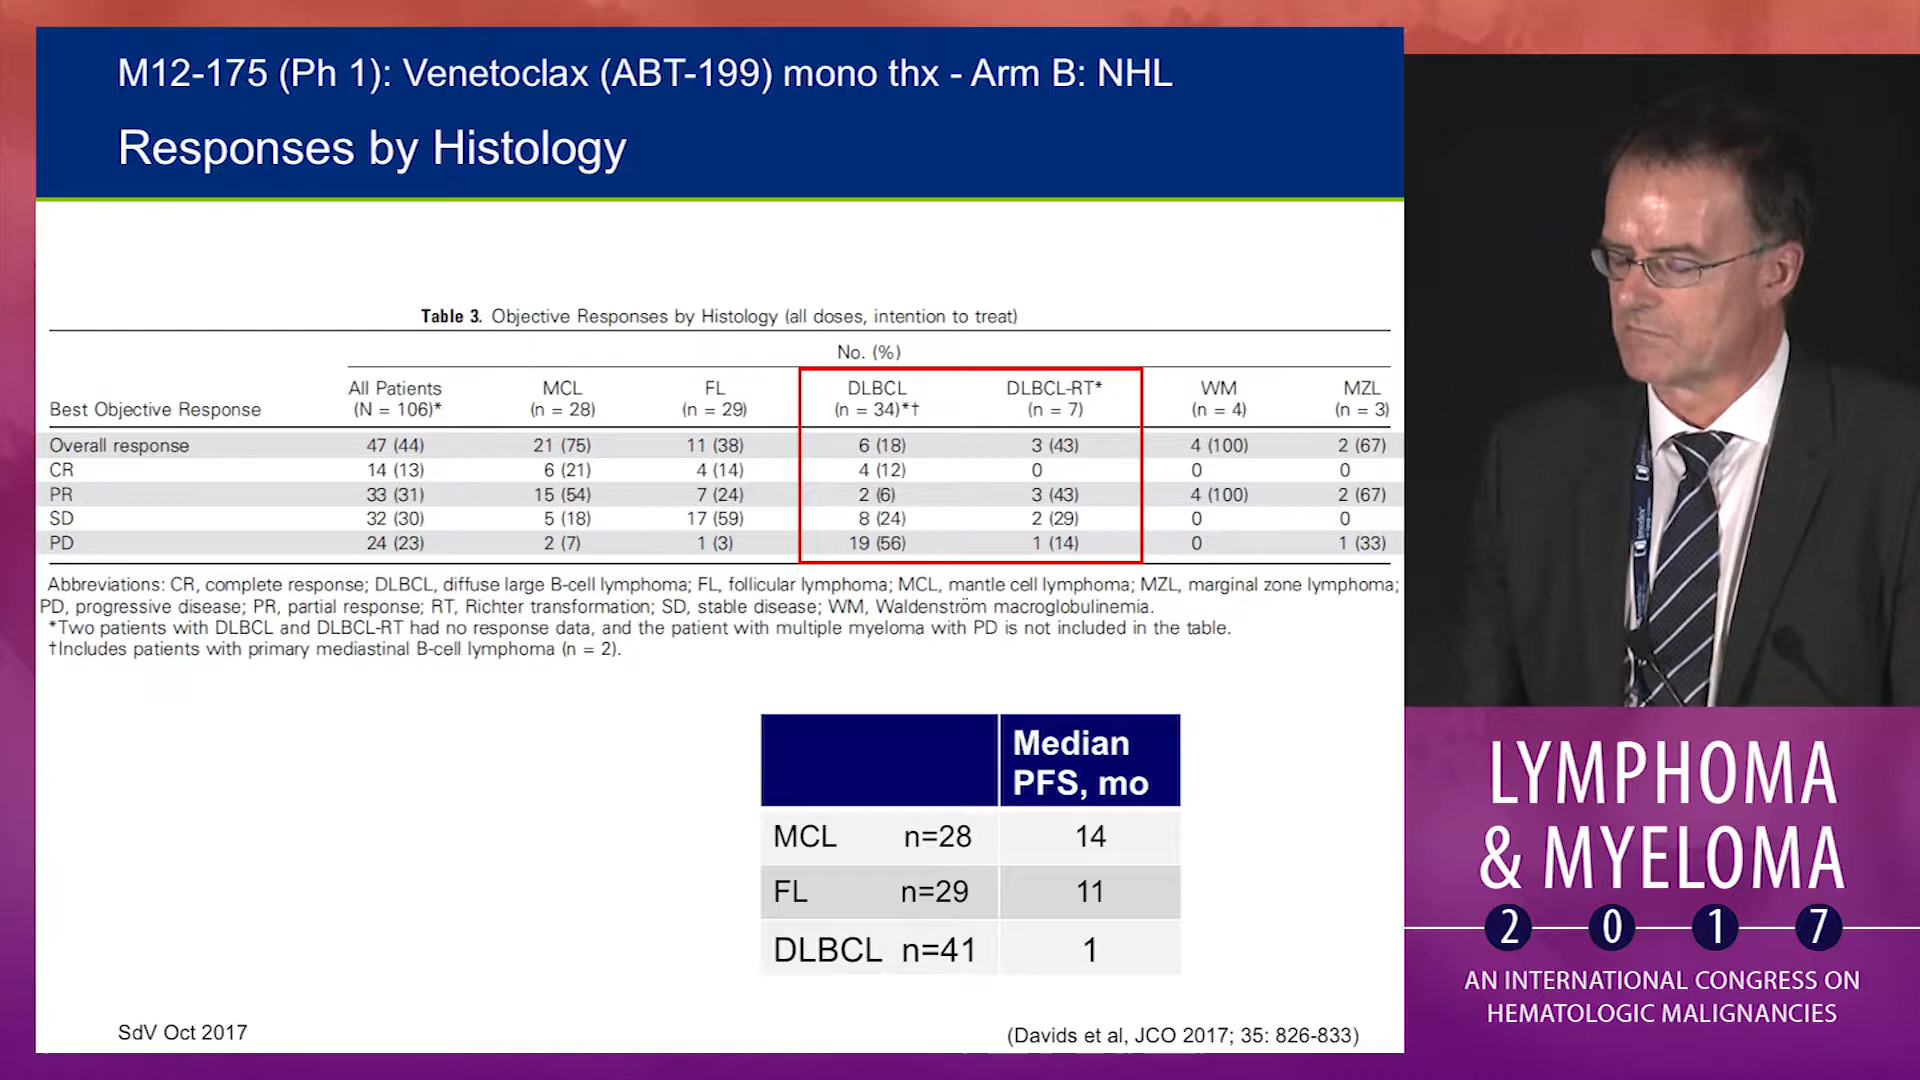 M12-175 (Ph 1): Venetoclax (ABT-199) mono thx - Arm B: NHL
Responses by Histology
Table 3. Objective Responses by Histology (all doses, intention to treat)
No. (%)
Best Objective Response All Patients (N = 106)* MCL (n = 28) FL (n = 29) DLBCL (n = 34)*† DLBCL-RT* (n = 7) WM (n = 4) MZL (n = 3)
Overall response 47 (44) 21 (75) 11 (38) 6 (18) 3 (43) 4 (100) 2 (67)
CR 14 (13) 6 (21) 4 (14) 4 (12) 0 0 0
PR 33 (31) 15 (54) 7 (24) 2 (6) 3 (43) 4 (100) 2 (67)
SD 32 (30) 5 (18) 17 (59) 8 (24) 2 (29) 0 0
PD 24 (23) 2 (7) 1 (3) 19 (56) 1 (14) 0 1 (33)
Abbreviations: CR, complete response; DLBCL, diffuse large B-cell lymphoma; FL, follicular lymphoma; MCL, mantle cell lymphoma; MZL, marginal zone lymphoma;
PD, progressive disease; PR, partial response; RT, Richter transformation; SD, stable disease; WM, Waldenström macroglobulinemia.
*Two patients with DLBCL and DLBCL-RT had no response data, and the patient with multiple myeloma with PD is not included in the table.
†Includes patients with primary mediastinal B-cell lymphoma (n = 2).
Median
PFS, mo
MCL n=28 14
FL n=29 11
DLBCL n=41 1
SdV Oct 2017
(Davids et al, JCO 2017; 35: 826-833)
LYMPHOMA
& MYELOMA
2017
AN INTERNATIONAL CONGRESS ON
HEMATOLOGIC MALIGNANCIES